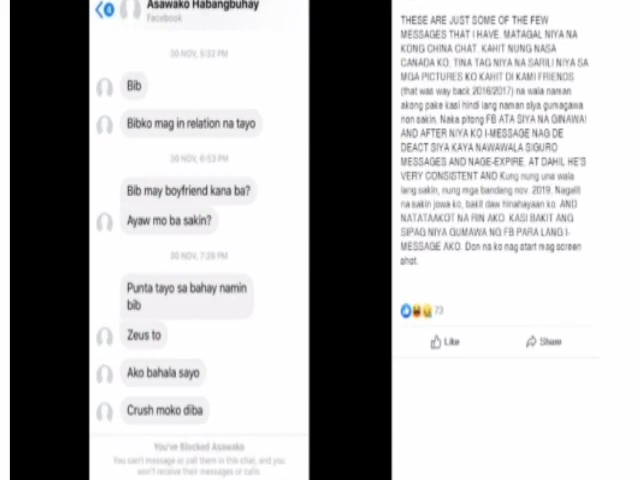 Asawako Habangbuhay
Facebook
30 NOV, 5:32 PM
Bib
Bibko mag in relation na tayo
30 NOV, 6:53 PM
Bib may boyfriend kana ba?
Ayaw mo ba sakin?
30 NOV, 7:28 PM
Punta tayo sa bahay namin
bib
Zeus to
Ako bahala sayo
Crush moko diba
You've Blocked Asawako
You can't message or call them in this chat, and you
won't receive their messages or calls.
THESE ARE JUST SOME OF THE FEW
MESSAGES THAT I HAVE. MATAGAL NIYA NA
KONG CHINA CHAT. KAHIT NUNG NASA
CANADA KO. TINA TAG NIYA NA SARILI NIYA SA
MGA PICTURES KO KAHIT DI KAMI FRIENDS
(that was way back 2016/2017) na wala naman
akong pake kasi hindi lang naman siya gumagawa
non sakin. Naka pitong FB ATA SIYA NA GINAWA!
AND AFTER NIYA KO I-MESSAGE NAG DE
DEACT SIYA KAYA NAWAWALA SIGURO
MESSAGES AND NAGE-EXPIRE. AT DAHIL HE'S
VERY CONSISTENT AND Kung nung una wala
lang sakin, nung mga bandang nov. 2019. Nagalit
na sakin jowa ko, bakit daw hinahayaan ko. AND
NATATAAKOT NA RIN AKO. KASI BAKIT ANG
SIPAG NIYA GUMAWA NG FB PARA LANG I-
MESSAGE AKO. Don na ko nag start mag screen
shot.
73
Like
Share